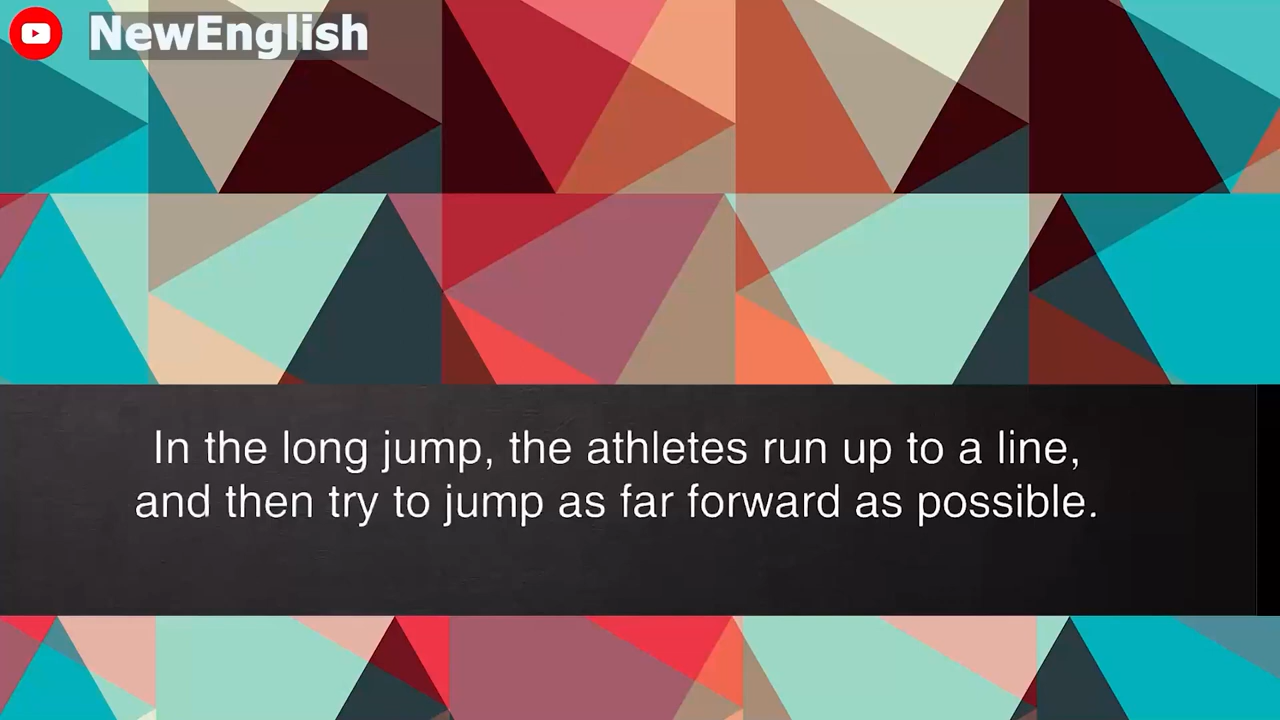 NewEnglish
In the long jump, the athletes run up to a line,
and then try to jump as far forward as possible.